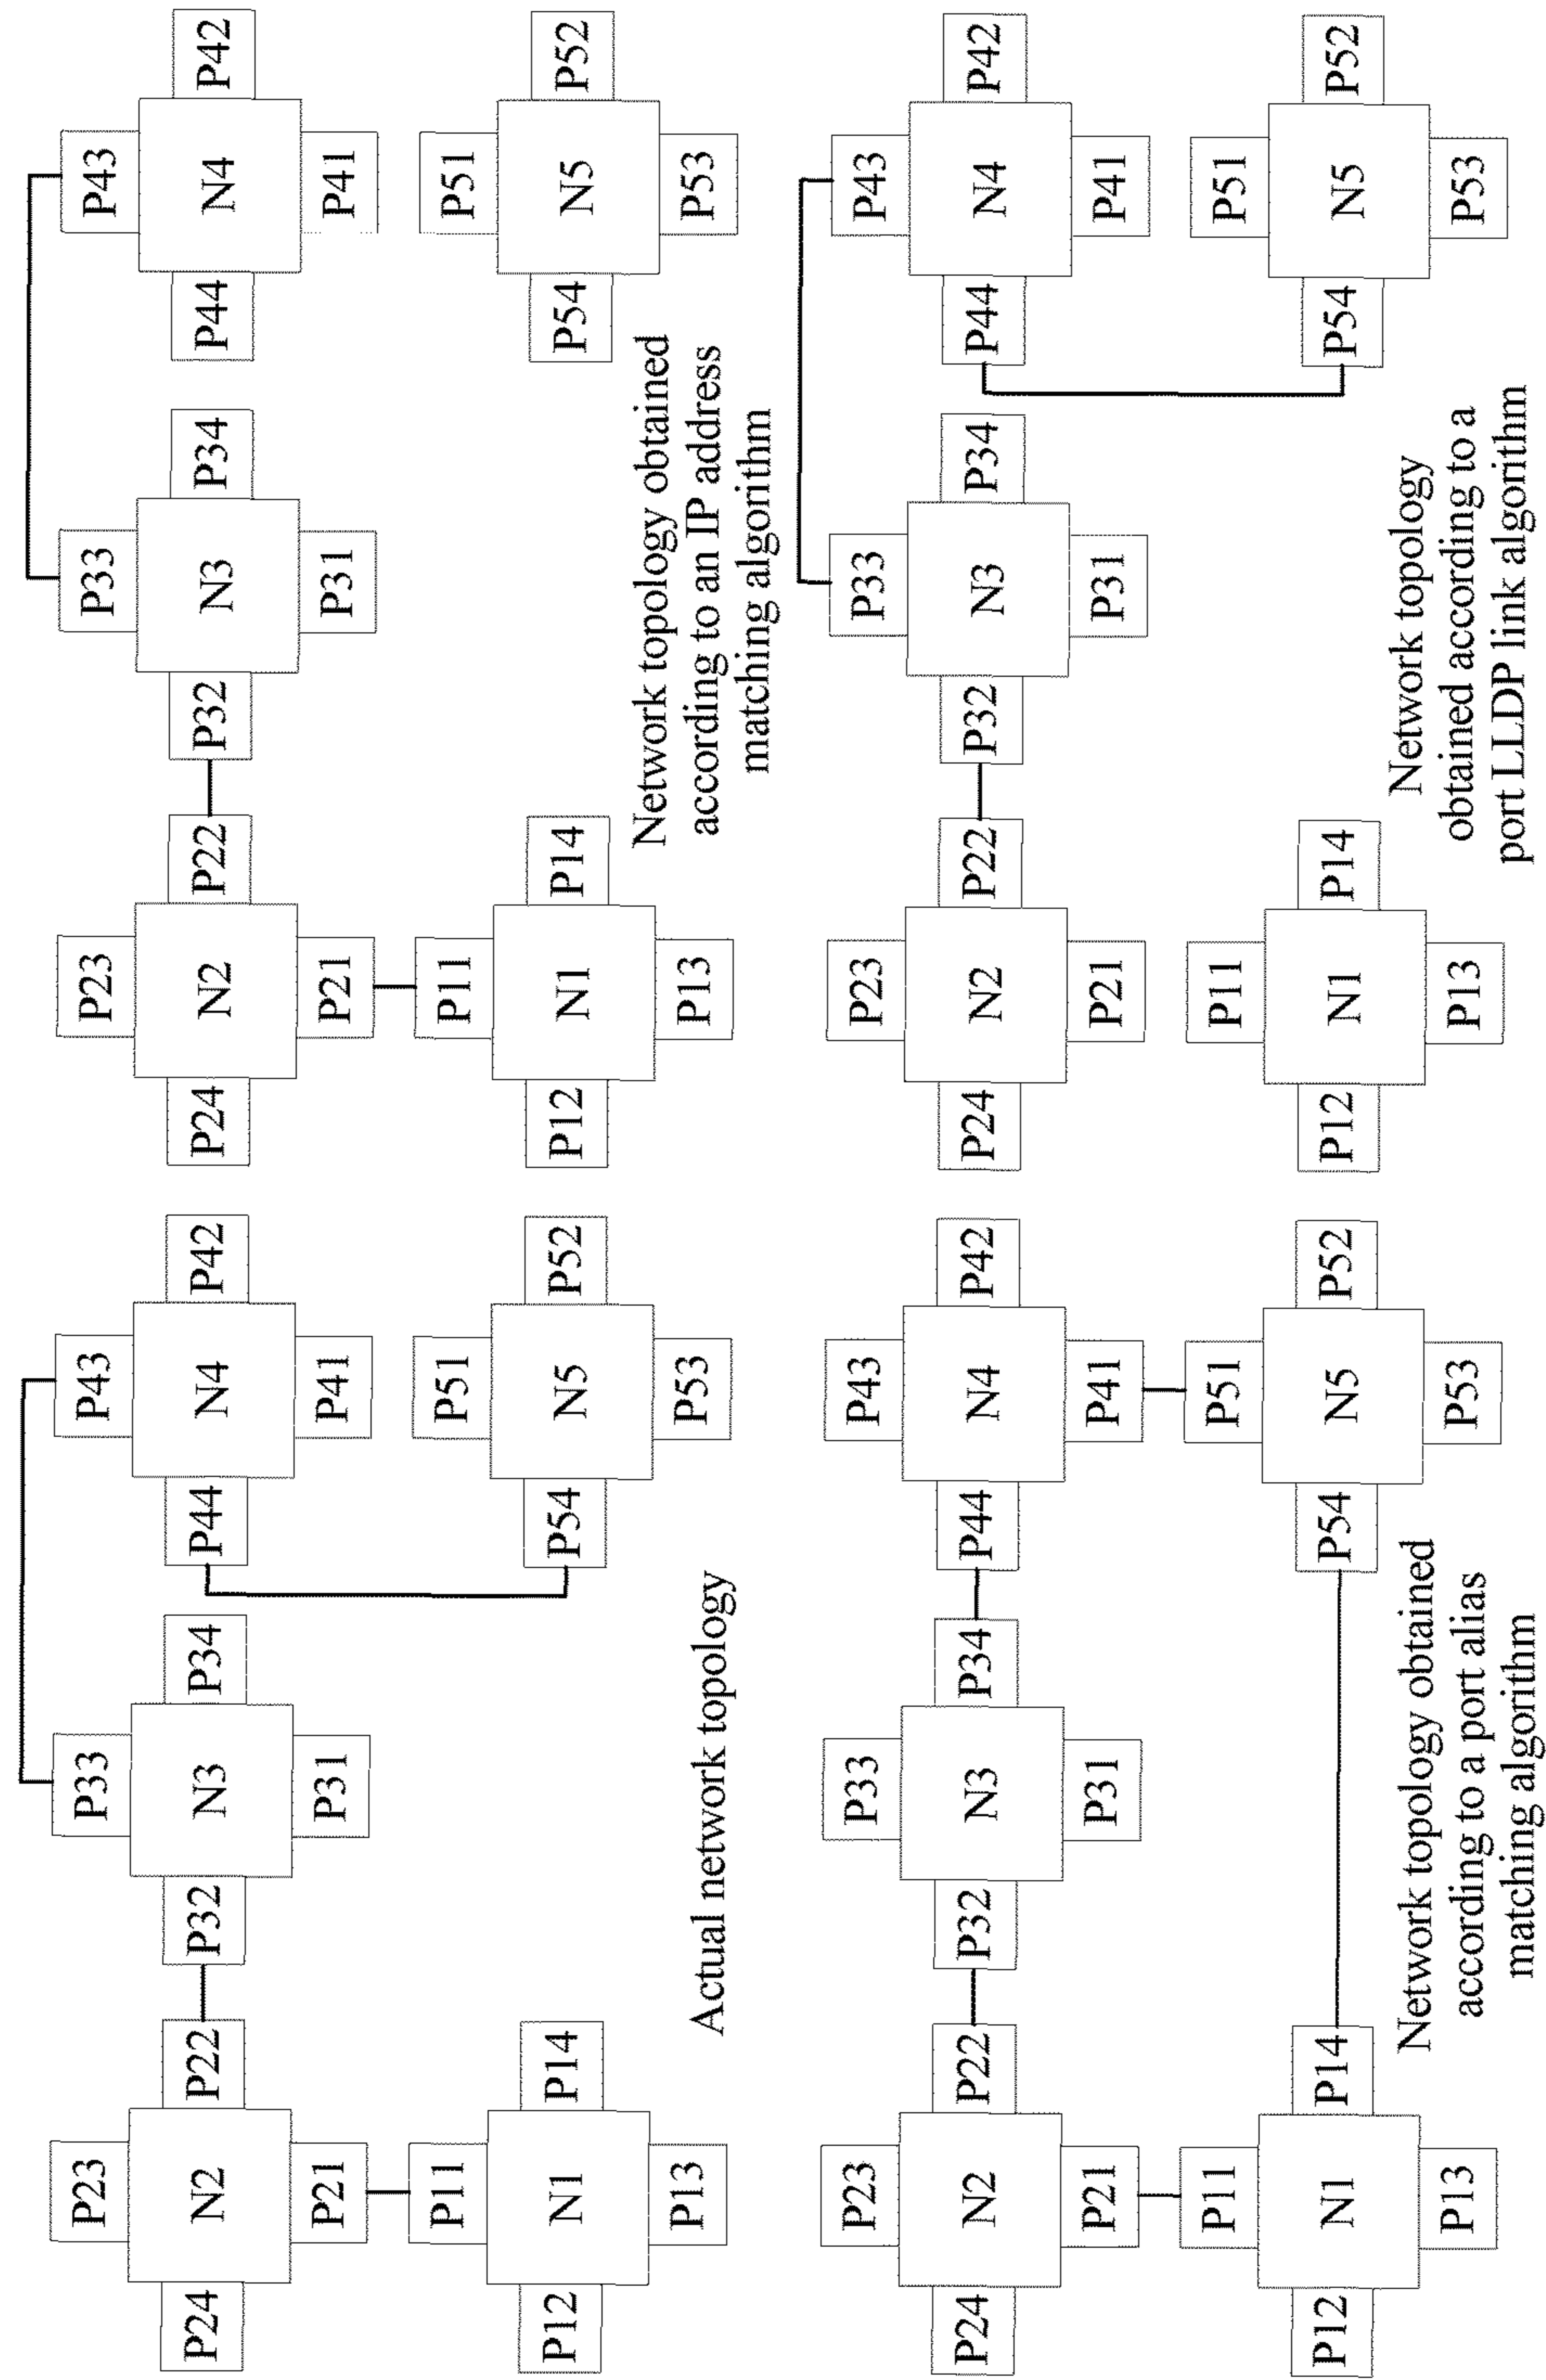 P23
P33
P43
P24
N2
P22
P32
N3
P34
P44
N4
P42
P21
P31
P41
P11
P51
P12
N1
P14
P54
N5
P52
P13
P53
Actual network topology
P23
P33
P43
P24
N2
P22
P32
N3
P34
P44
N4
P42
P21
P31
P41
P11
P51
P12
N1
P14
P54
N5
P52
P13
P53
Network topology obtained
according to an IP address
matching algorithm
P23
P33
P43
P24
N2
P22
P32
N3
P34
P44
N4
P42
P21
P31
P41
P11
P51
P12
N1
P14
P54
N5
P52
P13
P53
Network topology obtained
according to a port alias
matching algorithm
P23
P33
P43
P24
N2
P22
P32
N3
P34
P44
N4
P42
P21
P31
P41
P11
P51
P12
N1
P14
P54
N5
P52
P13
P53
Network topology
obtained according to a
port LLDP link algorithm